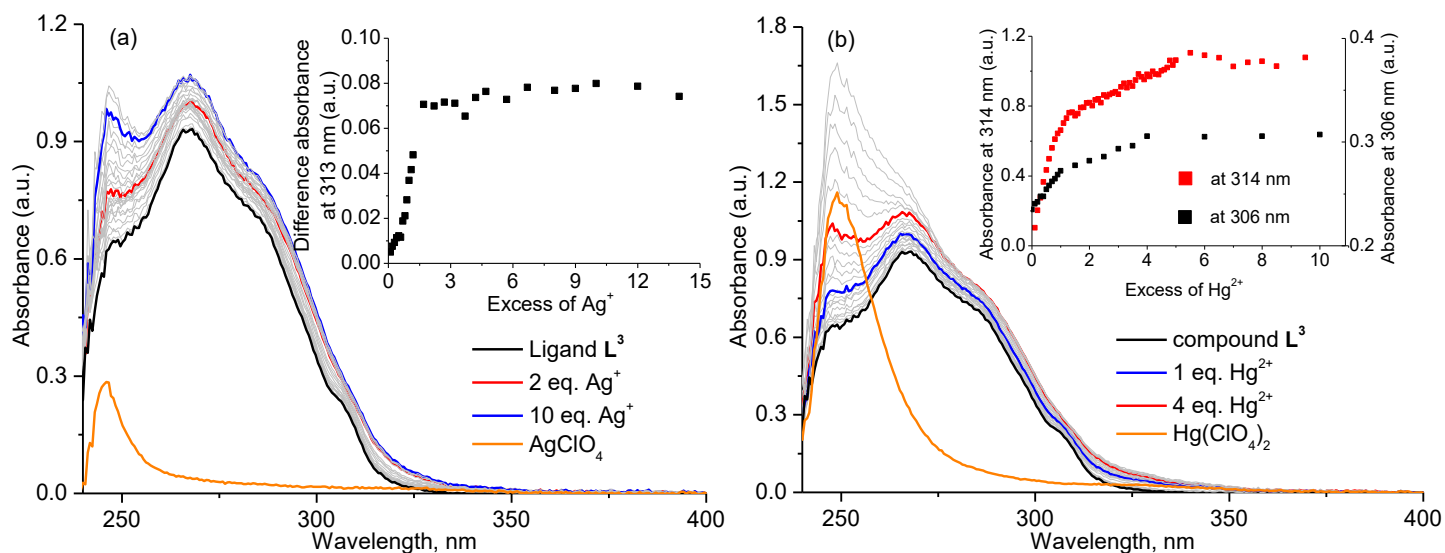 (a)
1.2
0.9
0.6
0.3
0.0
Absorbance (a.u.)
250
300
350
400
Wavelength, nm
0.10
0.08
0.06
0.04
0.02
0.00
Difference absorbance
at 313 nm (a.u.)
0
3
6
9
12
15
Excess of Ag⁺
Ligand L³
2 eq. Ag⁺
10 eq. Ag⁺
AgClO₄
(b)
1.8
1.5
1.2
0.9
0.6
0.3
0.0
Absorbance (a.u.)
250
300
350
400
Wavelength, nm
1.2
0.8
0.4
0.0
Absorbance at 314 nm (a.u.)
0.4
0.3
0.2
Absorbance at 306 nm (a.u.)
0
2
4
6
8
10
Excess of Hg²⁺
at 314 nm
at 306 nm
compound L³
1 eq. Hg²⁺
4 eq. Hg²⁺
Hg(ClO₄)₂